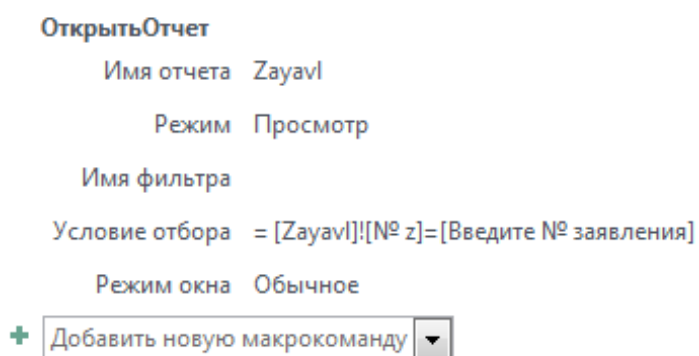 ОткрытьОтчет
Имя отчета Zayavl
Режим Просмотр
Имя фильтра
Условие отбора = [Zayavl]![№ z]=[Введите № заявления]
Режим окна Обычное
Добавить новую макрокоманду